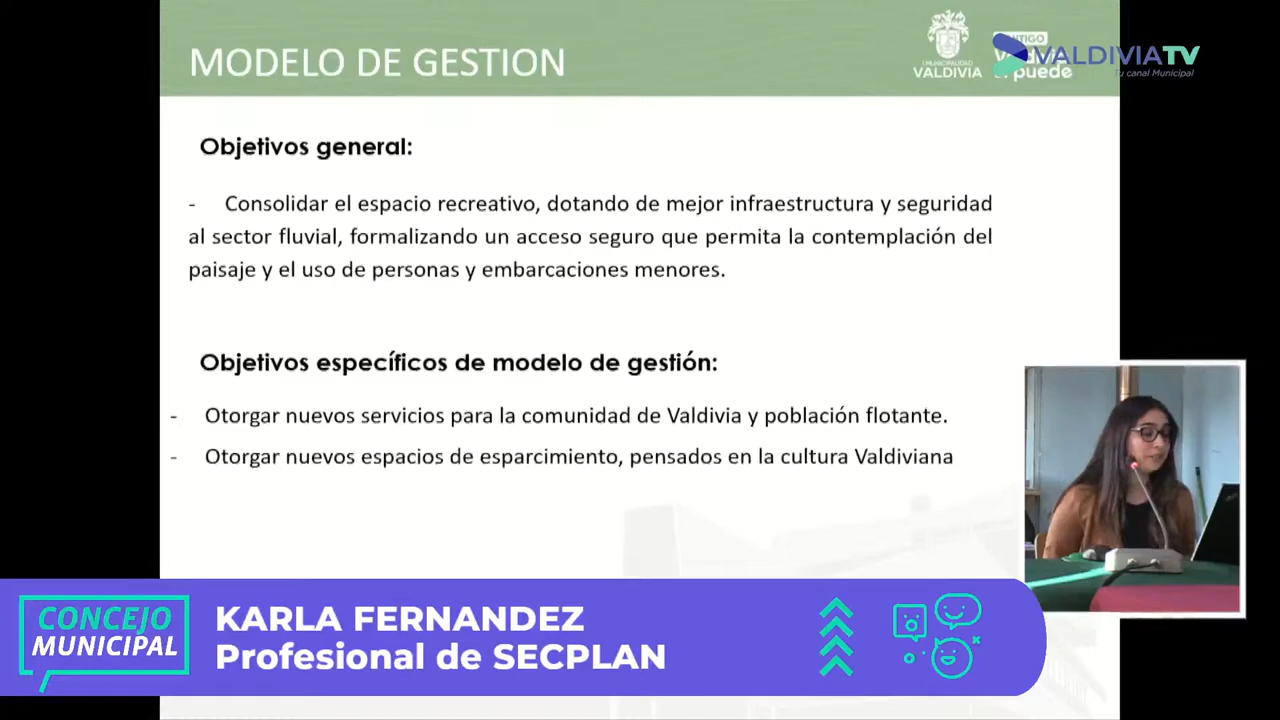 MODELO DE GESTION
I. MUNICIPALIDAD
VALDIVIA
VALDIVIATV
Tu canal Municipal
puede
Objetivos general:
- Consolidar el espacio recreativo, dotando de mejor infraestructura y seguridad
al sector fluvial, formalizando un acceso seguro que permita la contemplación del
paisaje y el uso de personas y embarcaciones menores.
Objetivos específicos de modelo de gestión:
- Otorgar nuevos servicios para la comunidad de Valdivia y población flotante.
- Otorgar nuevos espacios de esparcimiento, pensados en la cultura Valdiviana
CONCEJO
MUNICIPAL
KARLA FERNANDEZ
Profesional de SECPLAN